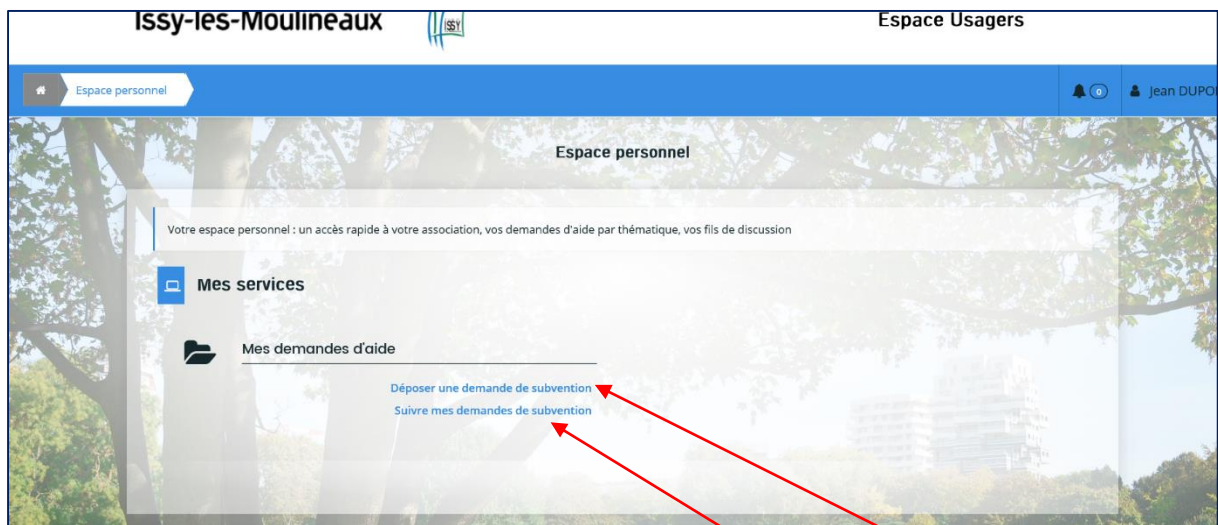 Issy-les-Moulineaux
ISSY
Espace Usagers
Espace personnel
0
Jean DUPO
Espace personnel
Votre espace personnel : un accès rapide à votre association, vos demandes d'aide par thématique, vos fils de discussion
Mes services
Mes demandes d'aide
Déposer une demande de subvention
Suivre mes demandes de subvention